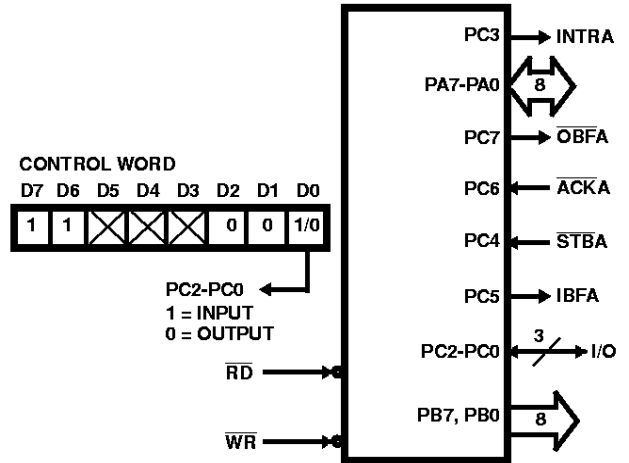 PC3 INTRA
PA7-PA0 8
PC7 OBFA
CONTROL WORD
D7 D6 D5 D4 D3 D2 D1 D0
1 1 0 0 1/0
PC6 ACKA
PC4 STBA
PC2-PC0
1 = INPUT
0 = OUTPUT
PC5 IBFA
PC2-PC0 3 I/O
RD
PB7, PB0 8
WR